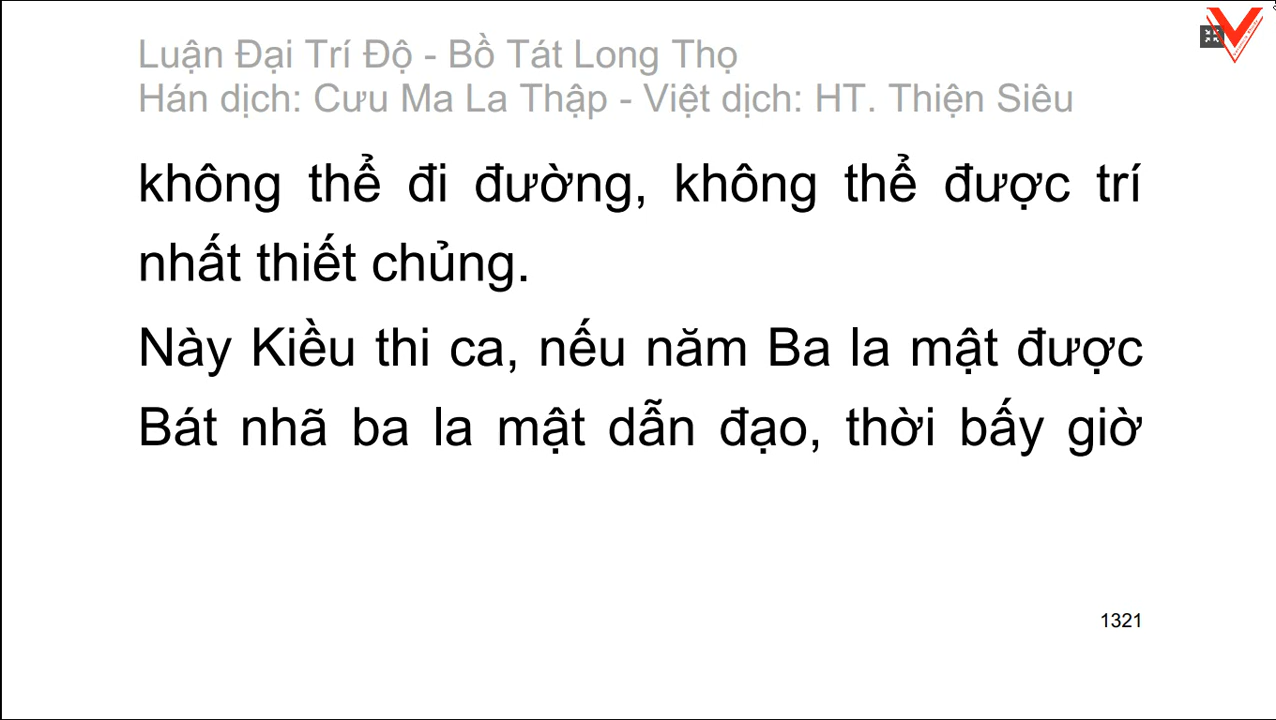 Luận Đại Trí Độ - Bồ Tát Long Thọ
Hán dịch: Cưu Ma La Thập - Việt dịch: HT. Thiện Siêu
không thể đi đường, không thể được trí
nhất thiết chủng.
Này Kiều thi ca, nếu năm Ba la mật được
Bát nhã ba la mật dẫn đạo, thời bấy giờ
1321